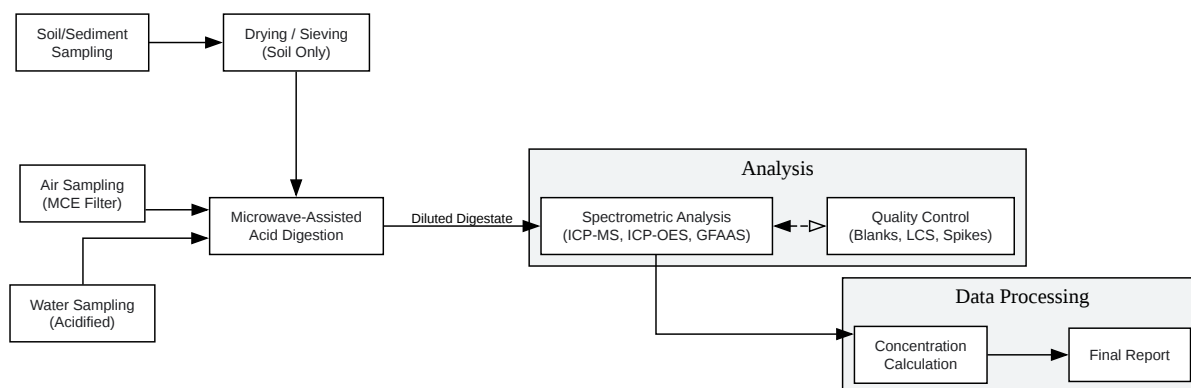 Soil/Sediment
Sampling
Drying / Sieving
(Soil Only)
Air Sampling
(MCE Filter)
Microwave-Assisted
Acid Digestion
Water Sampling
(Acidified)
Diluted Digestate
Analysis
Spectrometric Analysis
(ICP-MS, ICP-OES, GFAAS)
Quality Control
(Blanks, LCS, Spikes)
Data Processing
Concentration
Calculation
Final Report